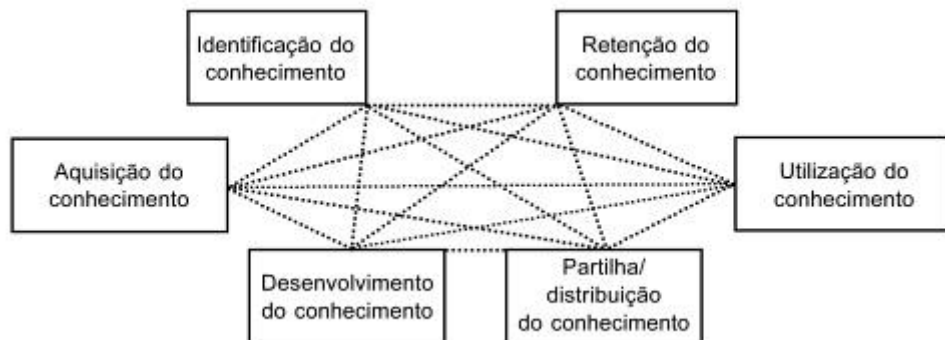 Identificação do
conhecimento
Retenção do
conhecimento
Aquisição do
conhecimento
Utilização do
conhecimento
Desenvolvimento
do conhecimento
Partilha/
distribuição
do conhecimento